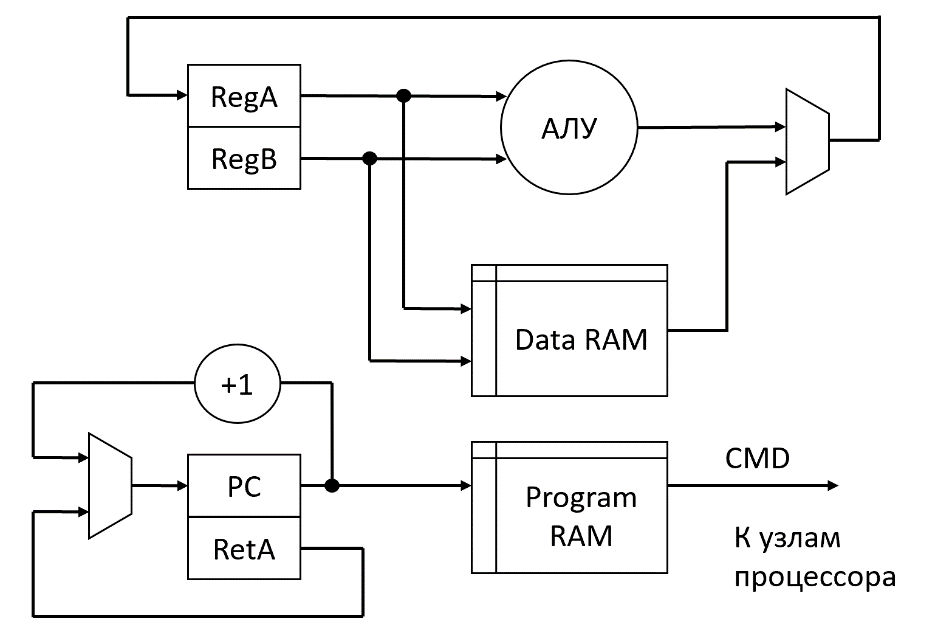 RegA
RegB
АЛУ
Data RAM
+1
PC
RetA
Program
RAM
CMD
К узлам
процессора